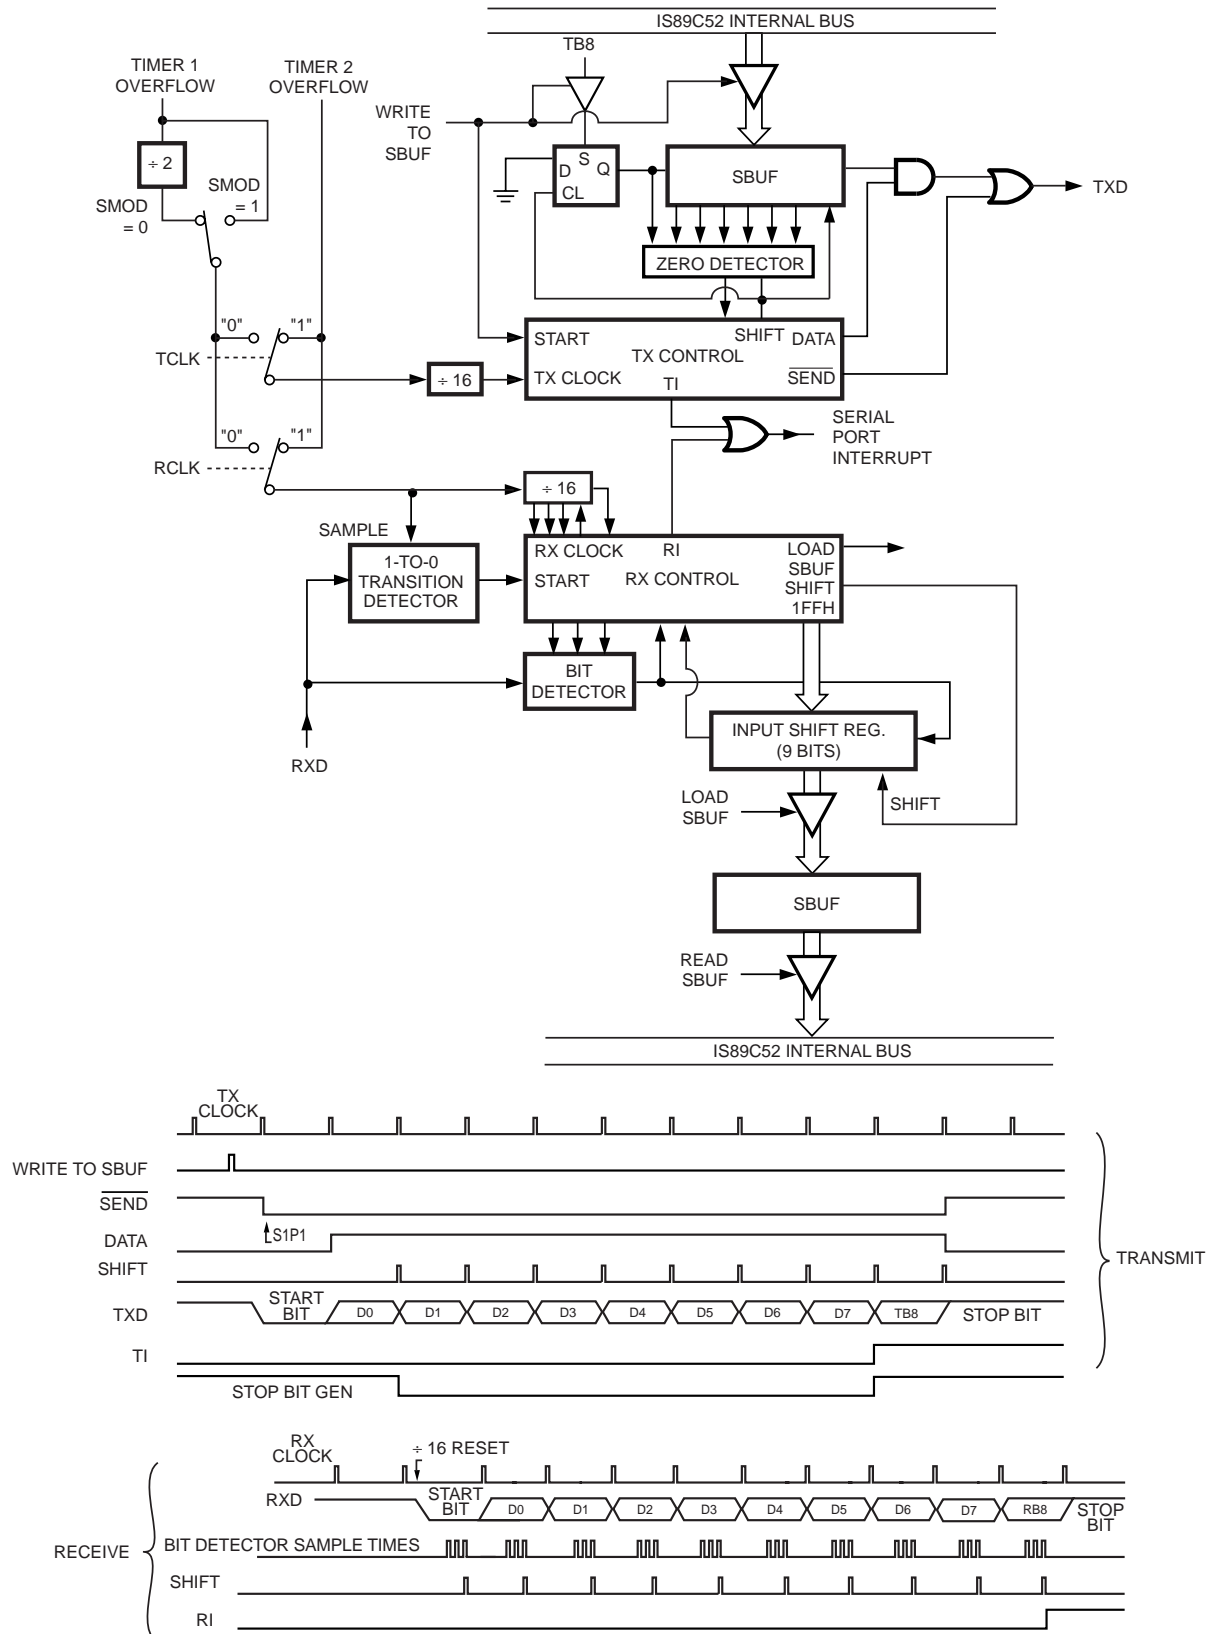 IS89C52 INTERNAL BUS
TB8
TIMER 1
OVERFLOW
TIMER 2
OVERFLOW
WRITE
TO
SBUF
÷ 2
SMOD
= 1
SMOD
= 0
S
D
Q
CL
SBUF
TXD
ZERO DETECTOR
"0"
"1"
TCLK
÷ 16
START
SHIFT
DATA
TX CONTROL
TX CLOCK
TI
SEND
SERIAL
PORT
INTERRUPT
"0"
"1"
RCLK
÷ 16
SAMPLE
1-TO-0
TRANSITION
DETECTOR
RX CLOCK
RI
LOAD
SBUF
START
RX CONTROL
SHIFT
1FFH
BIT
DETECTOR
RXD
INPUT SHIFT REG.
(9 BITS)
LOAD
SBUF
SHIFT
SBUF
READ
SBUF
IS89C52 INTERNAL BUS
TX
CLOCK
WRITE TO SBUF
SEND
S1P1
DATA
SHIFT
TRANSMIT
TXD
START
BIT
D0
D1
D2
D3
D4
D5
D6
D7
TB8
STOP BIT
TI
STOP BIT GEN
RX
CLOCK
÷ 16 RESET
RXD
START
BIT
D0
D1
D2
D3
D4
D5
D6
D7
RB8
STOP
BIT
RECEIVE
BIT DETECTOR SAMPLE TIMES
SHIFT
RI